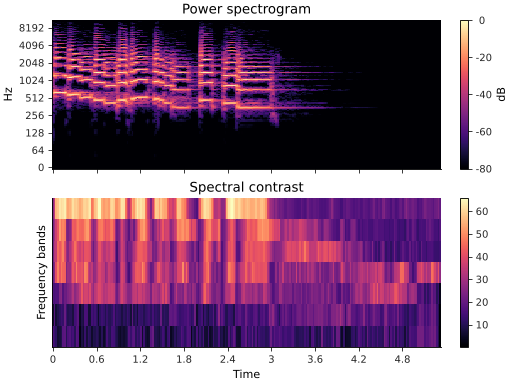 Power spectrogram
8192
4096
2048
1024
512
256
128
64
0
Hz
0
-20
-40
-60
-80
dB
Spectral contrast
Frequency bands
60
50
40
30
20
10
0 0.6 1.2 1.8 2.4 3 3.6 4.2 4.8
Time